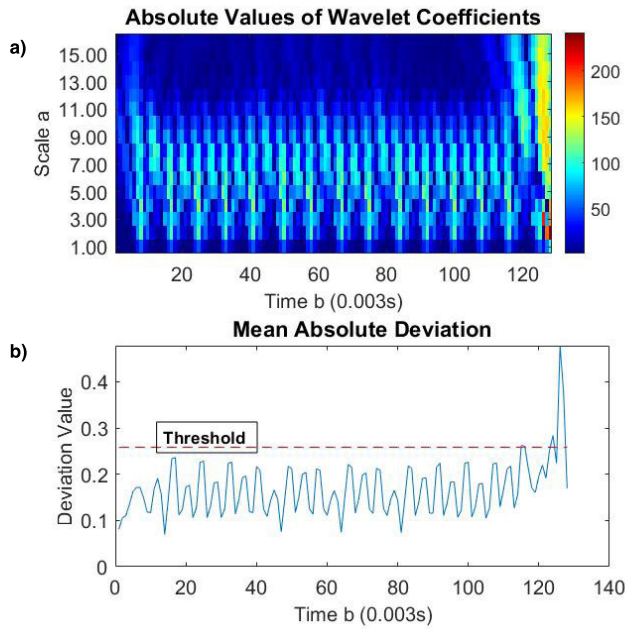 Absolute Values of Wavelet Coefficients
a)
Scale a
15.00
13.00
11.00
9.00
7.00
5.00
3.00
1.00
200
150
100
50
20 40 60 80 100 120
Time b (0.003s)
Mean Absolute Deviation
b)
Deviation Value
0.4
0.3
0.2
0.1
0
Threshold
0 20 40 60 80 100 120 140
Time b (0.003s)